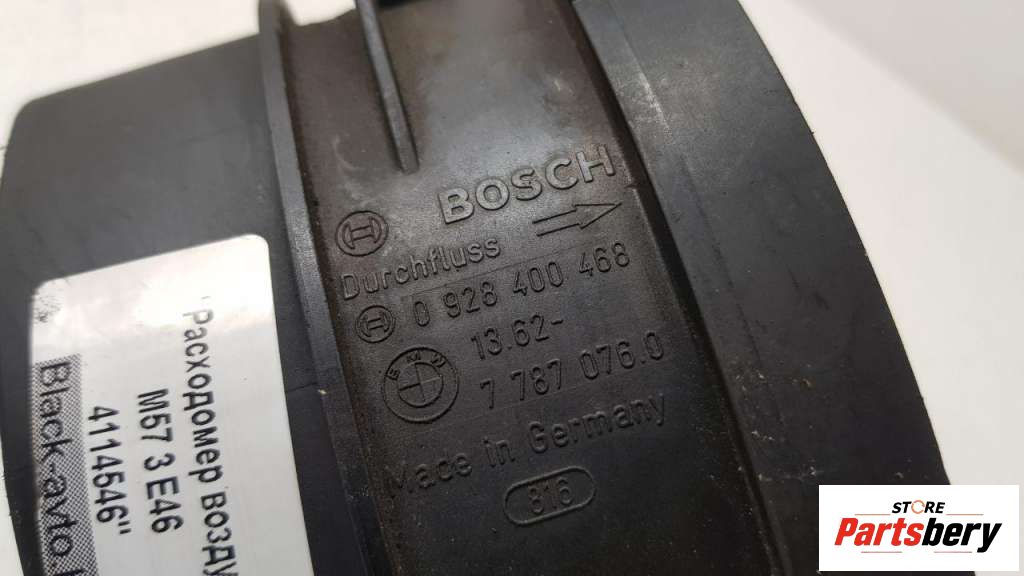 BOSCH
Durchfluss
0 928 400 468
13.62-
BMW
7 787 076.0
Made in Germany
816
"Расходомер возду
M57 3 E46
4114546"
Black-avto.
STORE
Partsbery